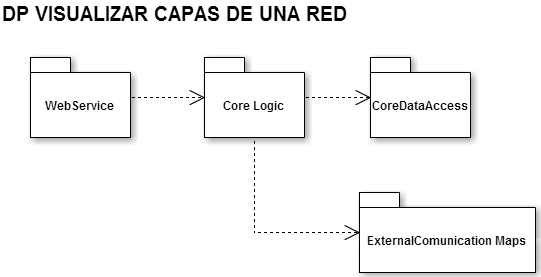 DP VISUALIZAR CAPAS DE UNA RED
WebService
Core Logic
CoreDataAccess
ExternalComunication Maps